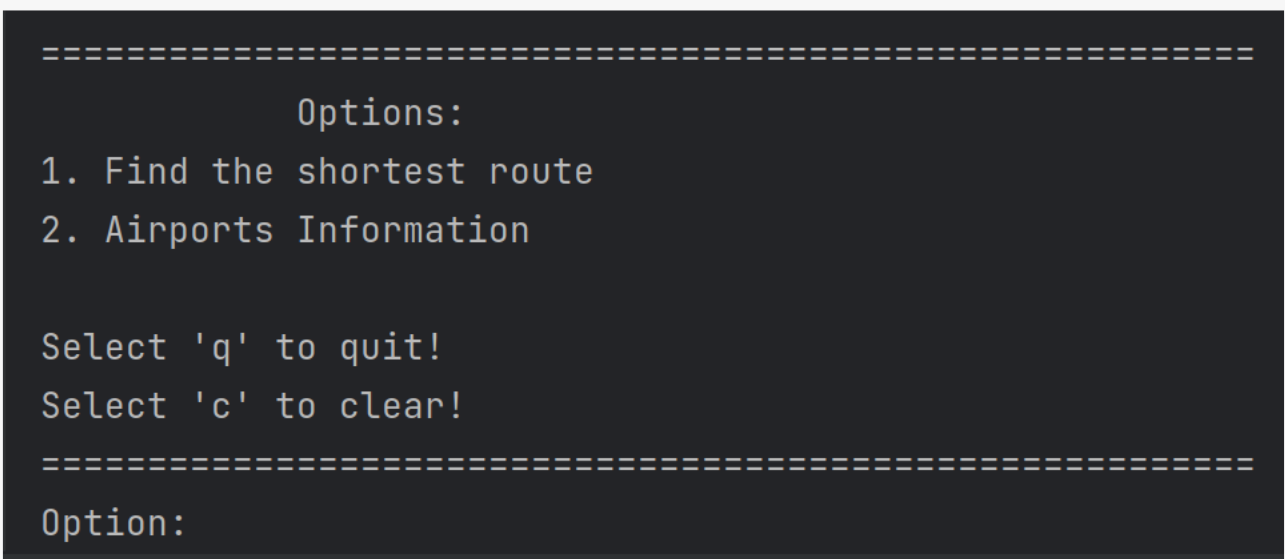 =========================================================
            Options:
1. Find the shortest route
2. Airports Information

Select 'q' to quit!
Select 'c' to clear!
=========================================================
Option: